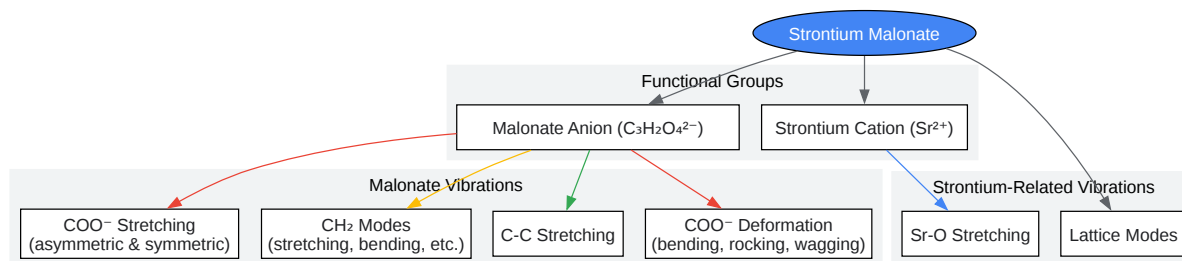 Strontium Malonate
Functional Groups
Malonate Anion (C₃H₂O₄²⁻)
Strontium Cation (Sr²⁺)
Malonate Vibrations
Strontium-Related Vibrations
COO⁻ Stretching
(asymmetric & symmetric)
CH₂ Modes
(stretching, bending, etc.)
C-C Stretching
COO⁻ Deformation
(bending, rocking, wagging)
Sr-O Stretching
Lattice Modes